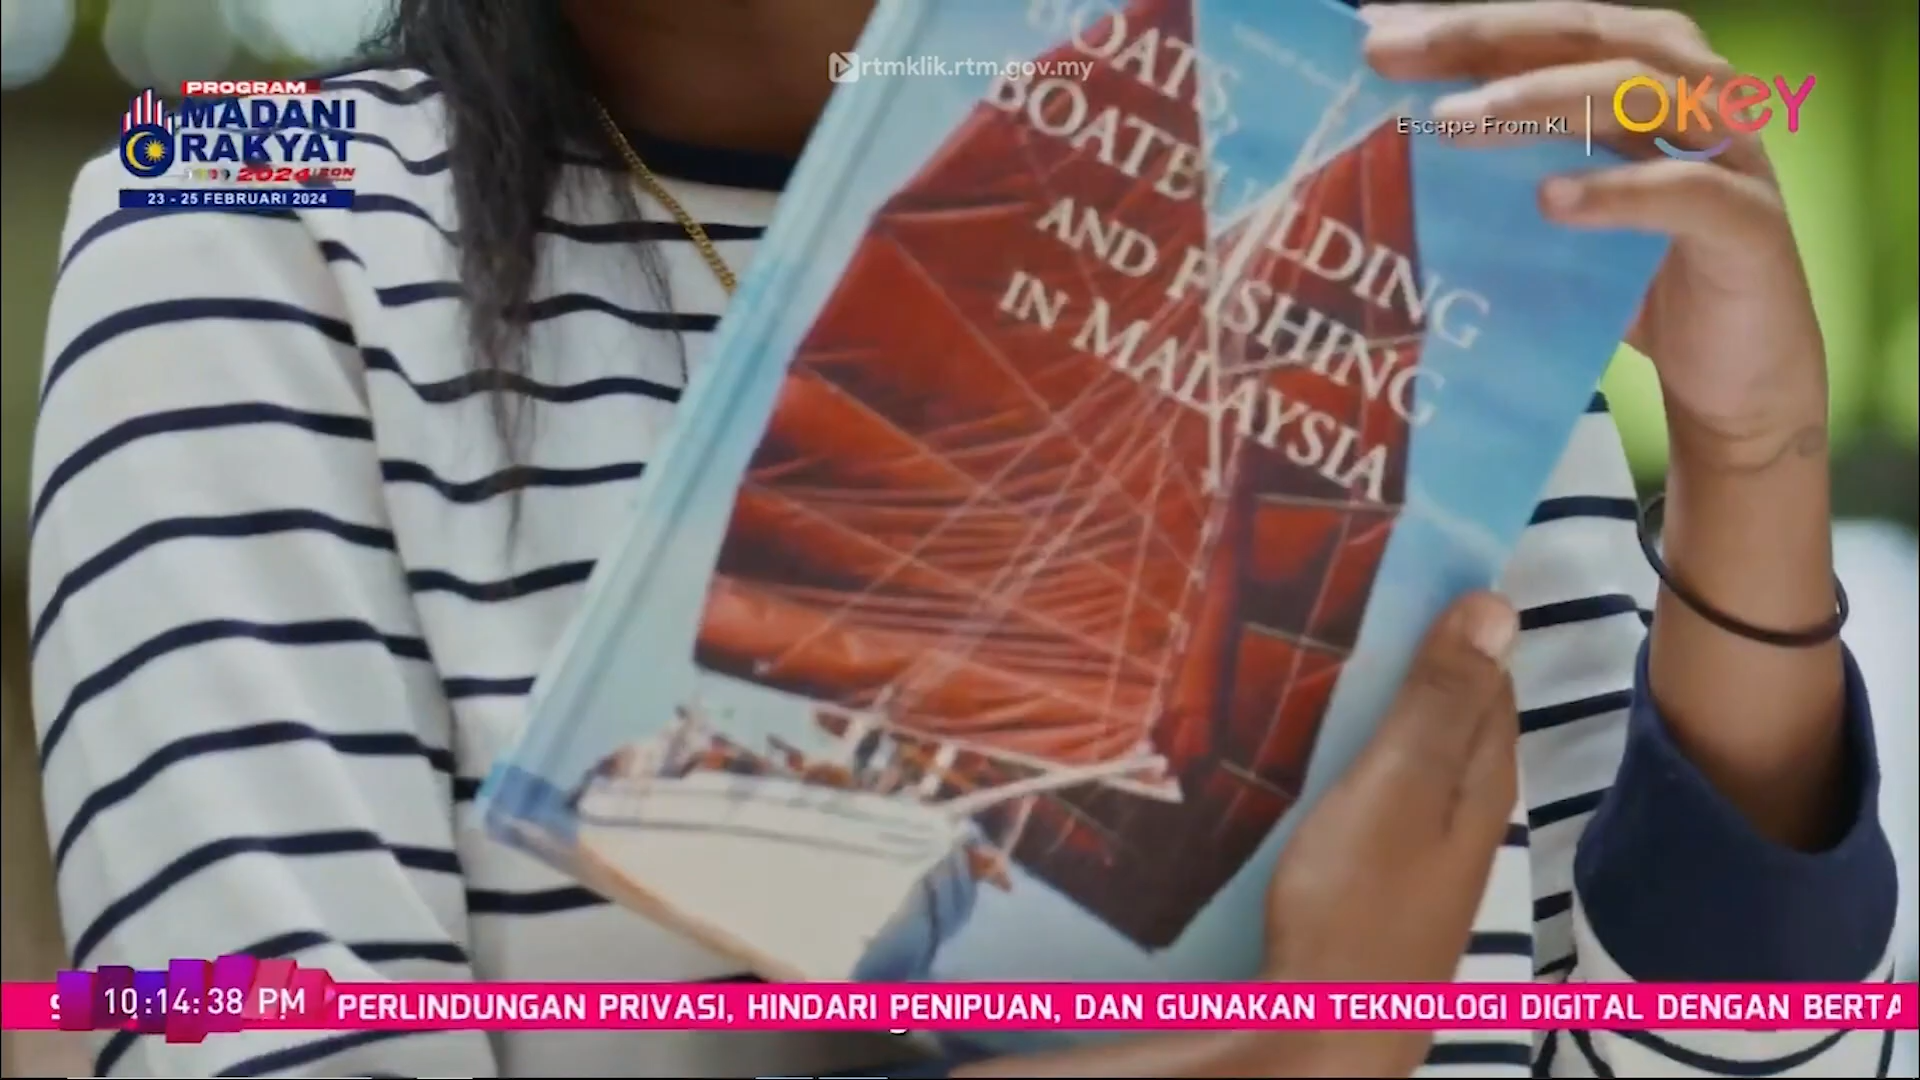 rtmklik.rtm.gov.my
PROGRAM
MADANI
RAKYAT
2024
23 - 25 FEBRUARI 2024
Escape From KL
OKeY
BOATS,
BOATBUILDING
AND FISHING
IN MALAYSIA
10:14:38 PM
PERLINDUNGAN PRIVASI, HINDARI PENIPUAN, DAN GUNAKAN TEKNOLOGI DIGITAL DENGAN BERTA